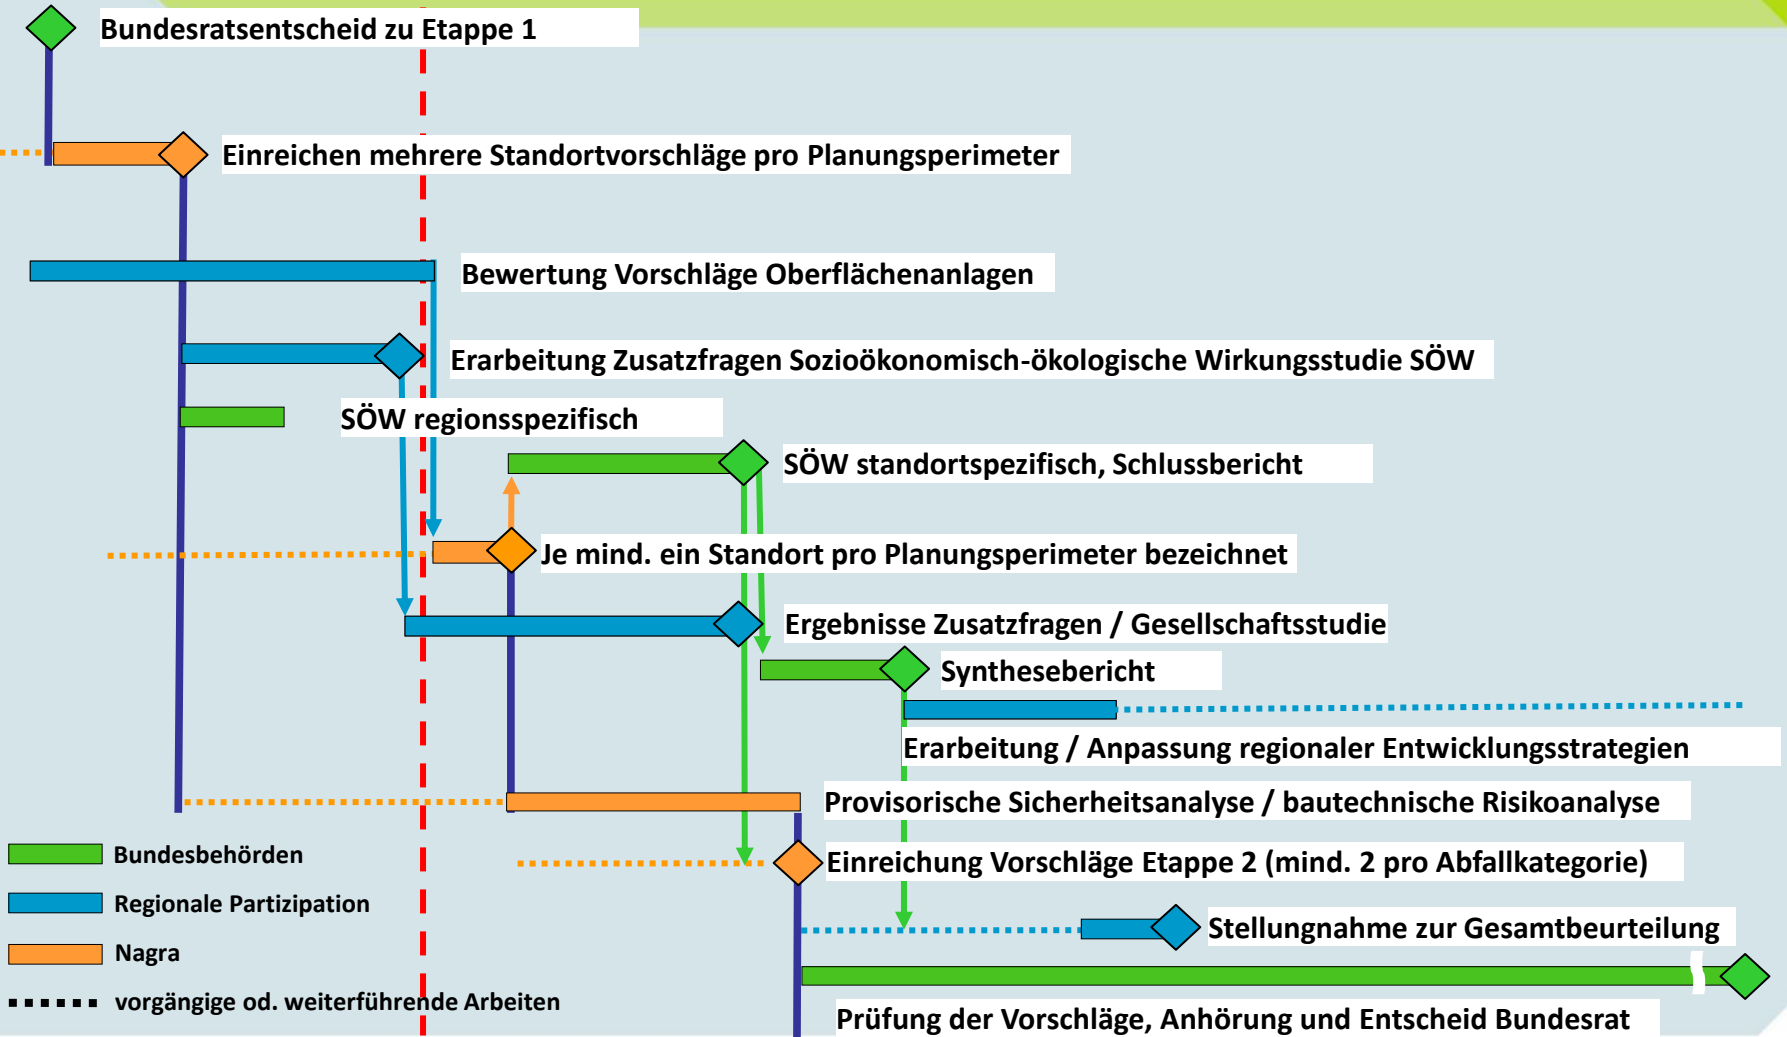 Bundesratsentscheid zu Etappe 1
Einreichen mehrere Standortvorschläge pro Planungsperimeter
Bewertung Vorschläge Oberflächenanlagen
Erarbeitung Zusatzfragen Sozioökonomisch-ökologische Wirkungsstudie SÖW
SÖW regionsspezifisch
SÖW standortspezifisch, Schlussbericht
Je mind. ein Standort pro Planungsperimeter bezeichnet
Ergebnisse Zusatzfragen / Gesellschaftsstudie
Synthesebericht
Erarbeitung / Anpassung regionaler Entwicklungsstrategien
Provisorische Sicherheitsanalyse / bautechnische Risikoanalyse
Bundesbehörden
Einreichung Vorschläge Etappe 2 (mind. 2 pro Abfallkategorie)
Regionale Partizipation
Stellungnahme zur Gesamtbeurteilung
Nagra
vorgängige od. weiterführende Arbeiten
Prüfung der Vorschläge, Anhörung und Entscheid Bundesrat